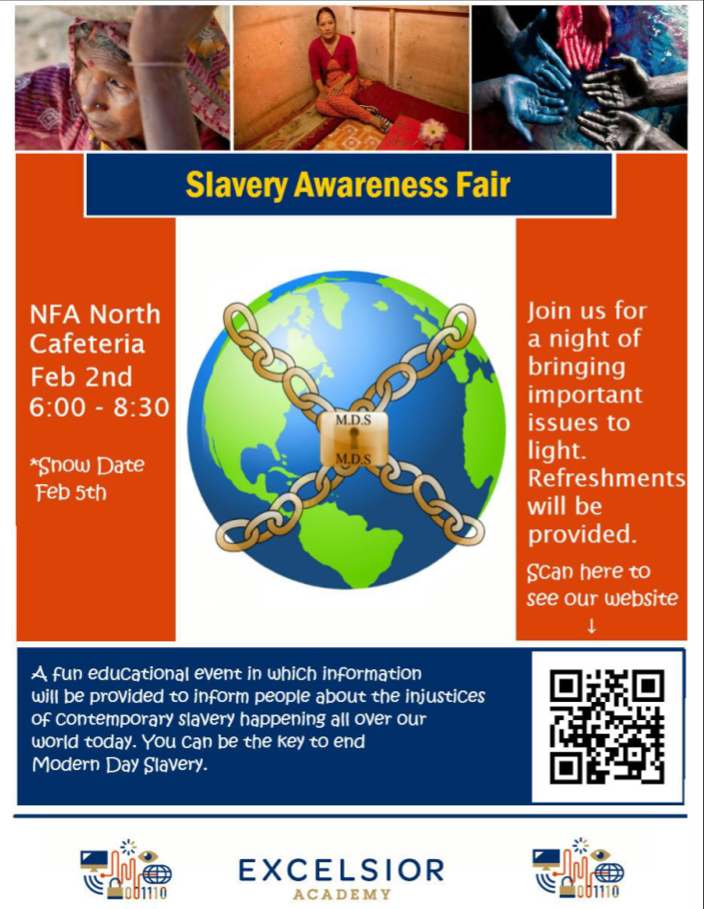 Slavery Awareness Fair
NFA North
Cafeteria
Feb 2nd
6:00 - 8:30
*Snow Date
Feb 5th
M.D.S
M.D.S
Join us for
a night of
bringing
important
issues to
light.
Refreshments
will be
provided.
Scan here to
see our website
↓
A fun educational event in which information
will be provided to inform people about the injustices
of contemporary slavery happening all over our
world today. You can be the key to end
Modern Day Slavery.
01110
EXCELSIOR
ACADEMY
01110